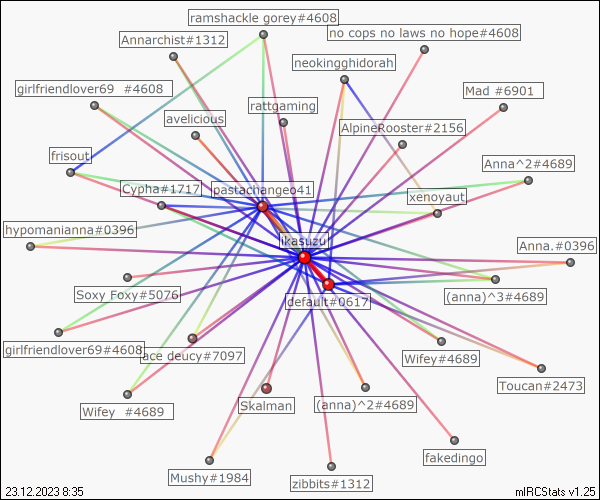 ramshackle gorey#4608
no cops no laws no hope#4608
Annarchist#1312
neokingghidorah
girlfriendlover69 #4608
Mad #6901
rattgaming
avelicious
AlpineRooster#2156
frisout
Anna^2#4689
Cypha#1717
pastachangeo41
xenoyaut
hypomanianna#0396
ikasuzu
Anna.#0396
Soxy Foxy#5076
default#0617
(anna)^3#4689
girlfriendlover69#4608
ace deucy#7097
Wifey#4689
Toucan#2473
Wifey #4689
Skalman
(anna)^2#4689
fakedingo
Mushy#1984
zibbits#1312
23.12.2023 8:35
mIRCStats v1.25